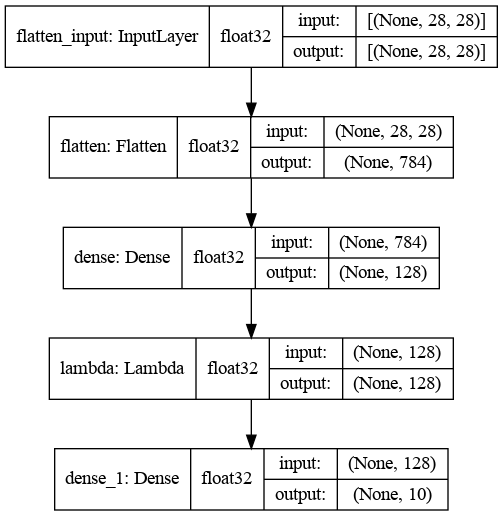 flatten_input: InputLayer float32 input: [(None, 28, 28)]
output: [(None, 28, 28)]
flatten: Flatten float32 input: (None, 28, 28)
output: (None, 784)
dense: Dense float32 input: (None, 784)
output: (None, 128)
lambda: Lambda float32 input: (None, 128)
output: (None, 128)
dense_1: Dense float32 input: (None, 128)
output: (None, 10)